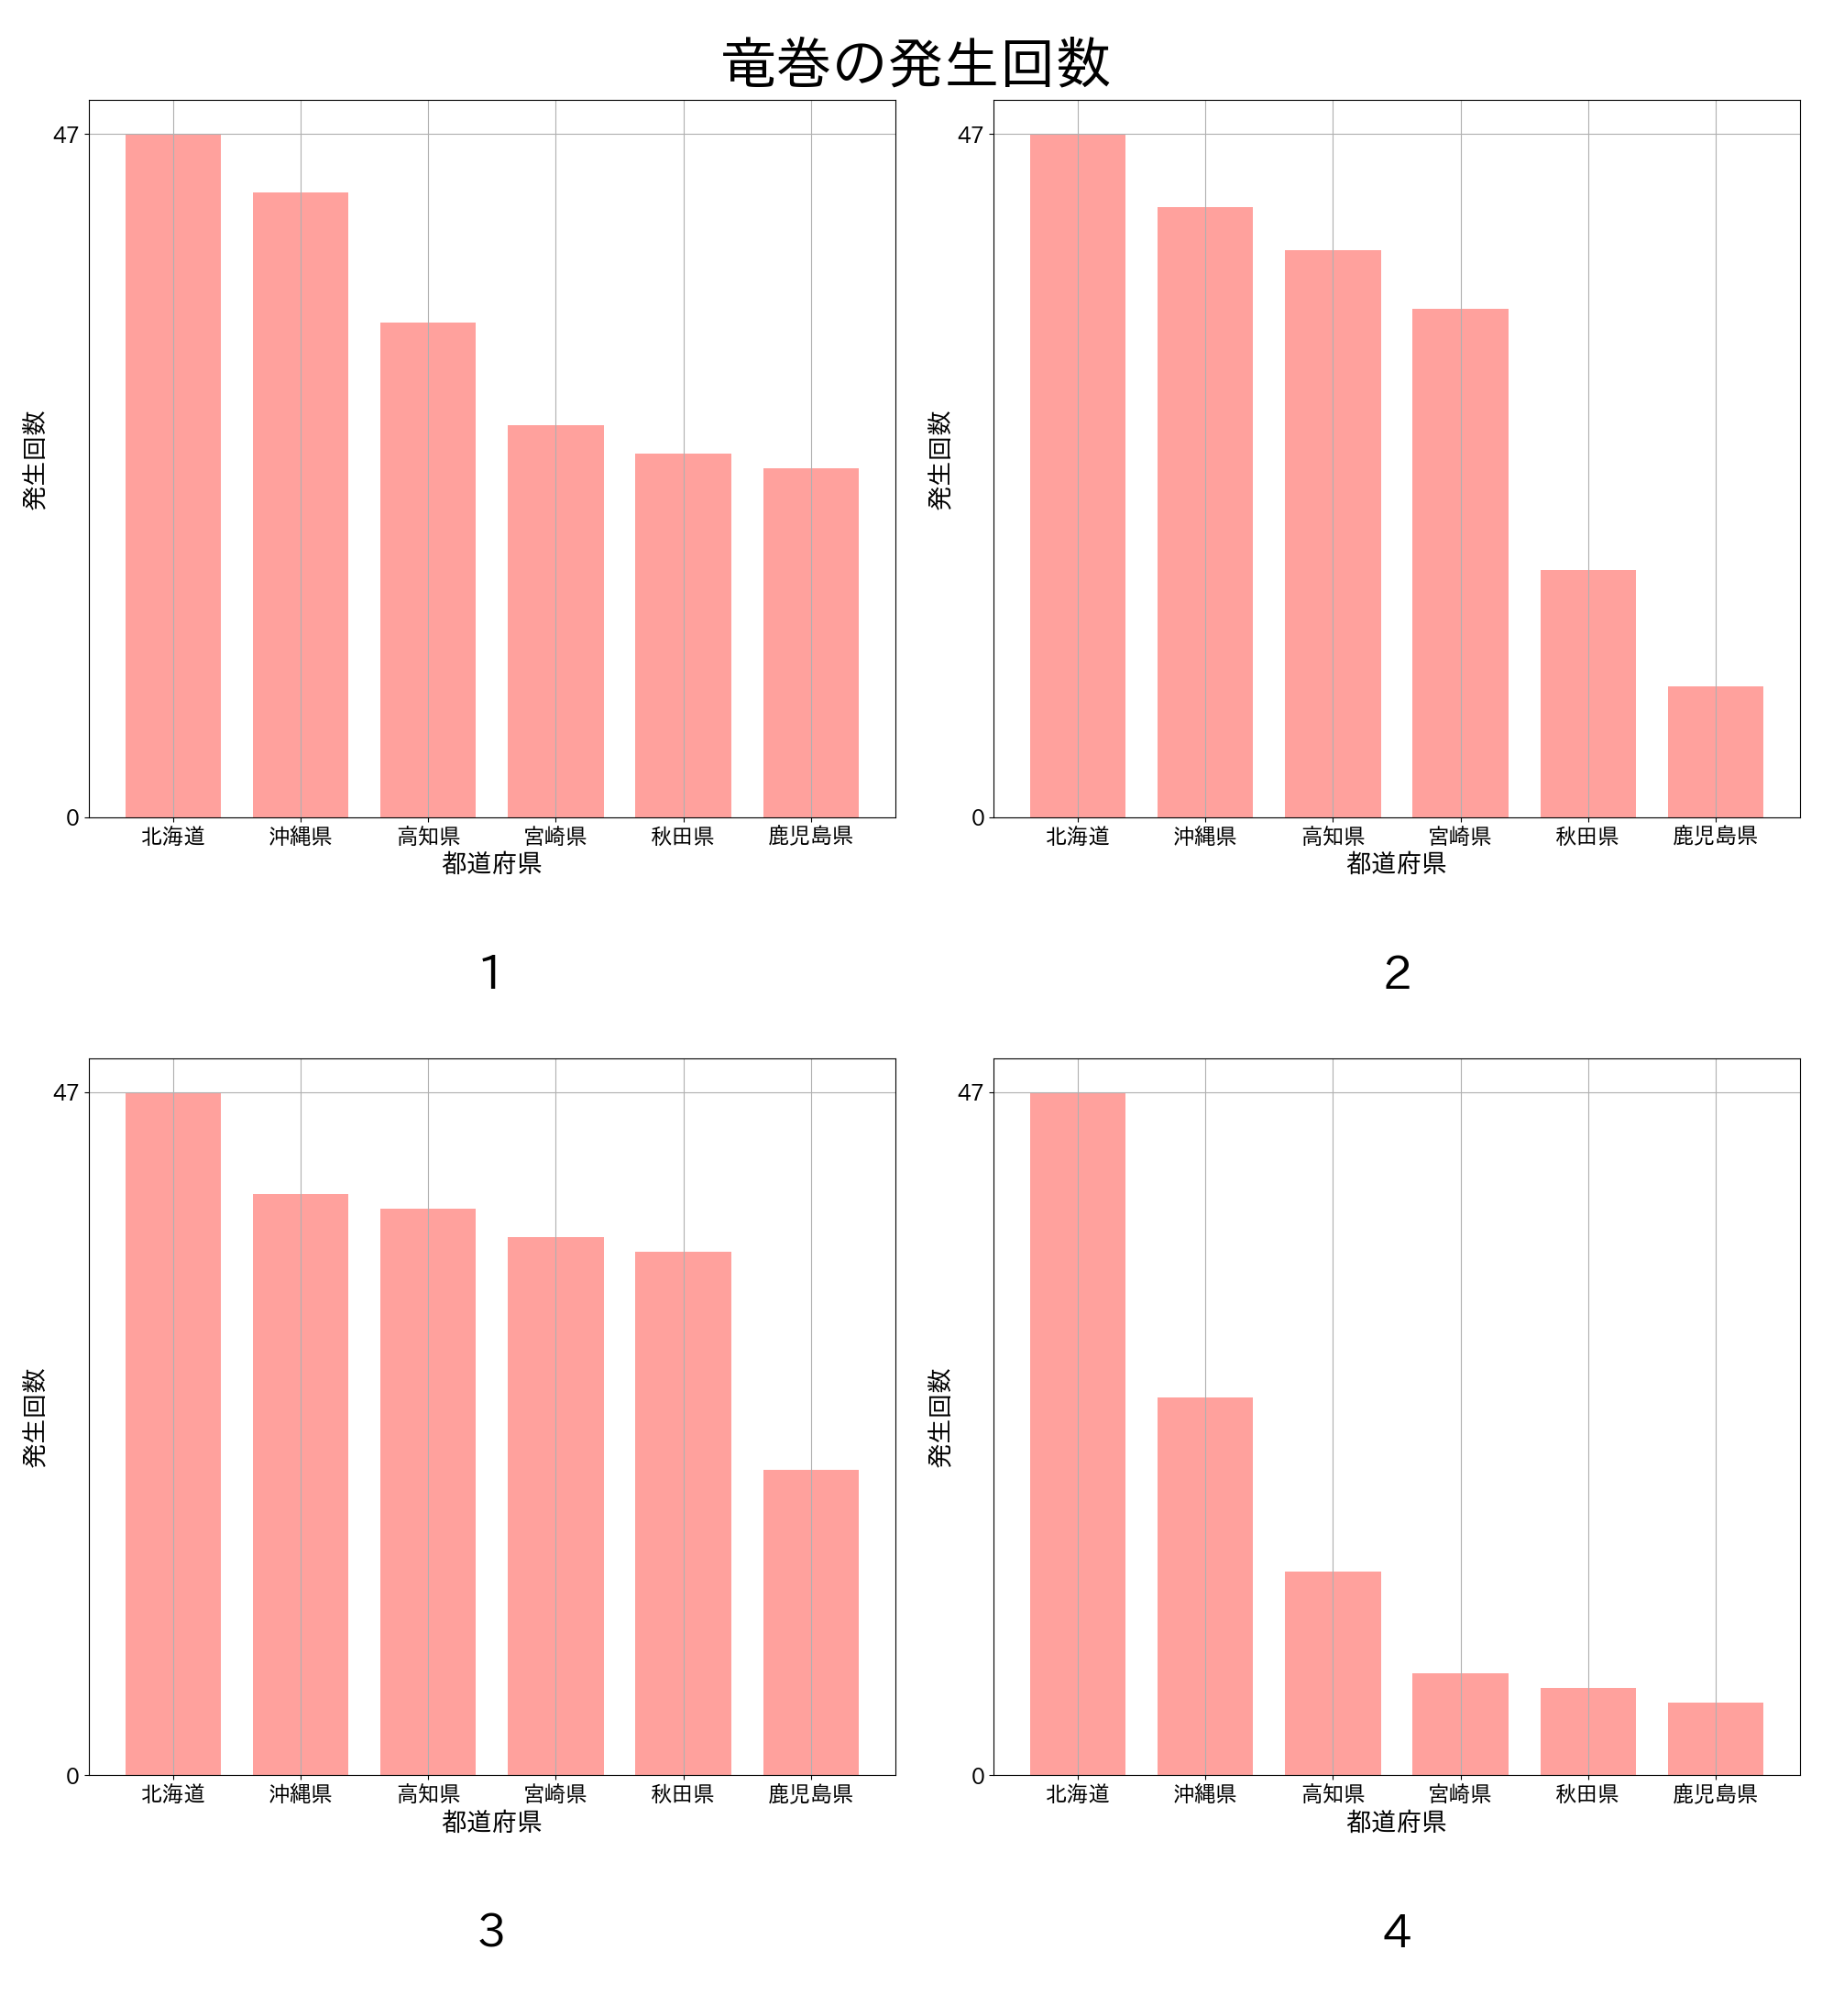 竜巻の発生回数
47
0
発生回数
北海道 沖縄県 高知県 宮崎県 秋田県 鹿児島県
都道府県
1
47
0
発生回数
北海道 沖縄県 高知県 宮崎県 秋田県 鹿児島県
都道府県
2
47
0
発生回数
北海道 沖縄県 高知県 宮崎県 秋田県 鹿児島県
都道府県
3
47
0
発生回数
北海道 沖縄県 高知県 宮崎県 秋田県 鹿児島県
都道府県
4